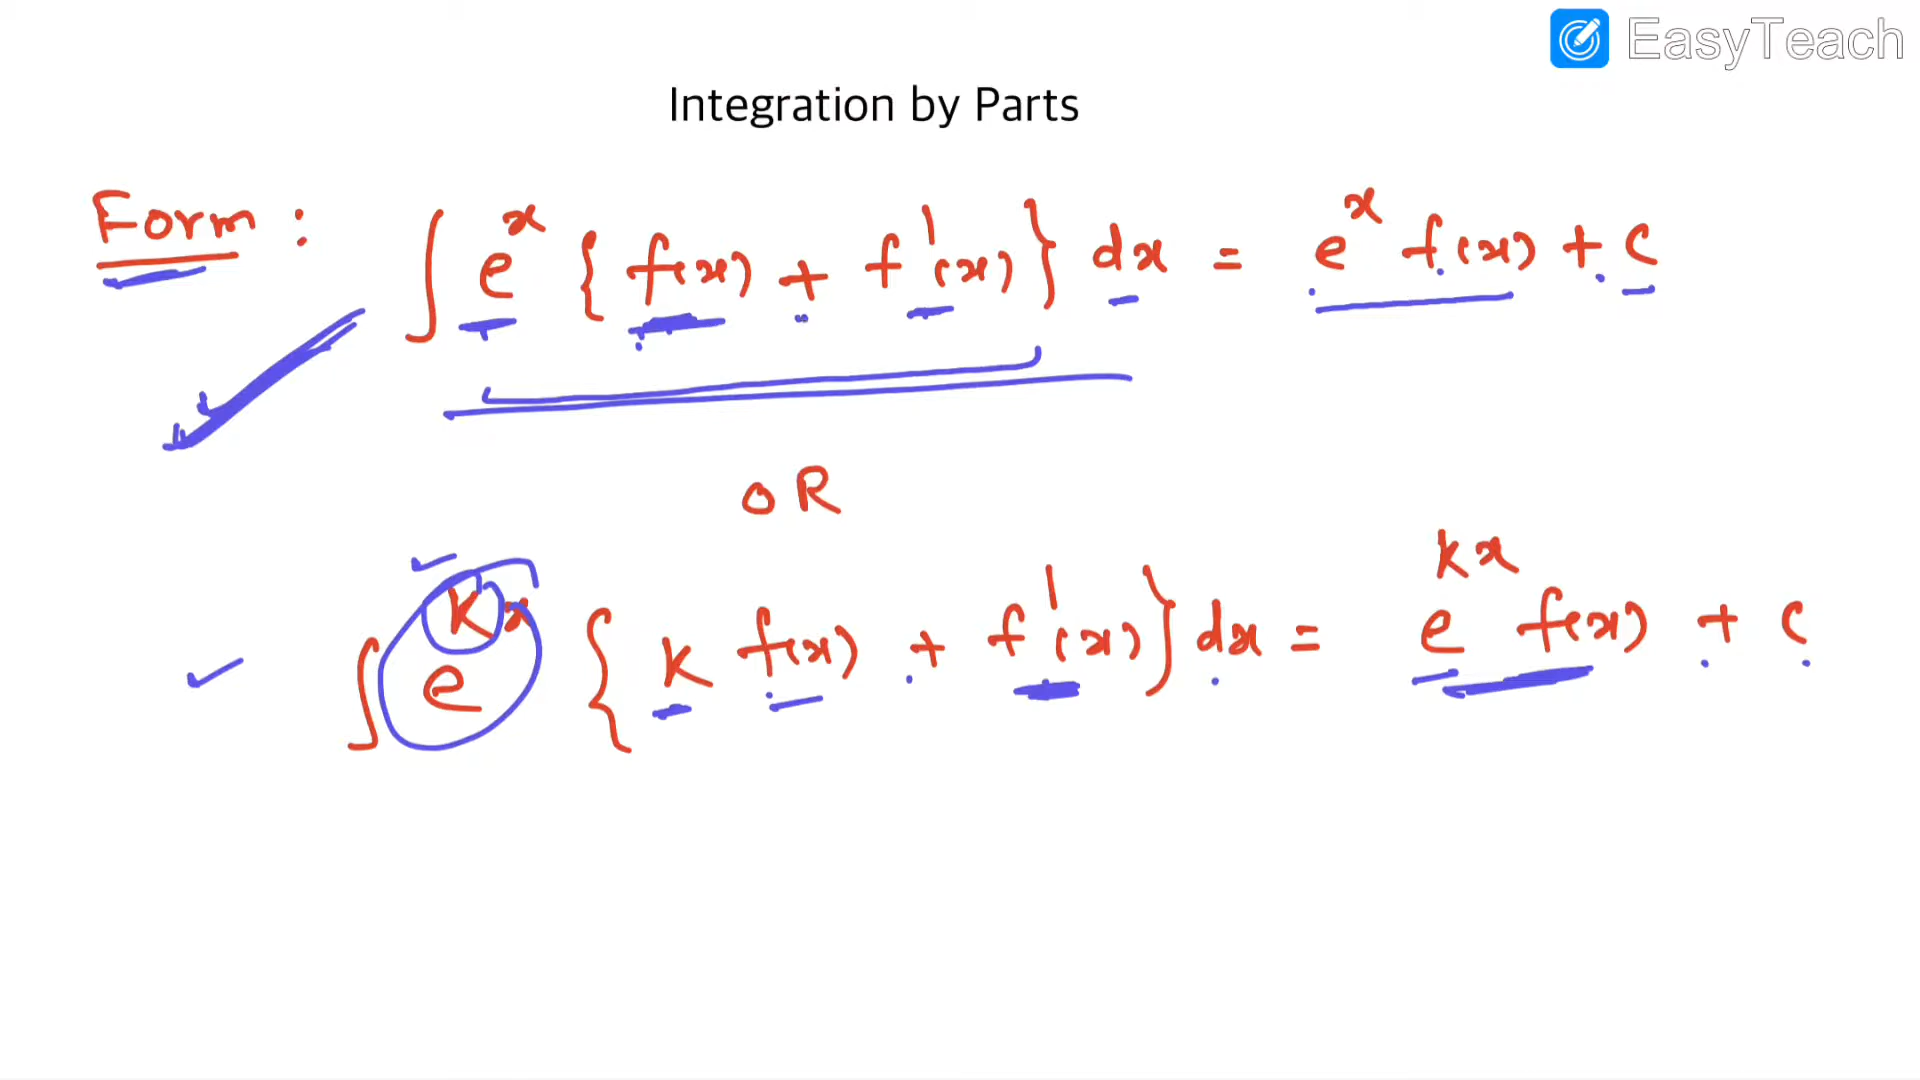 EasyTeach
Integration by Parts
Form : ∫ e^x { f(x) + f'(x) } dx = e^x f(x) + c
OR
∫ e^kx { k f(x) + f'(x) } dx = e^kx f(x) + c